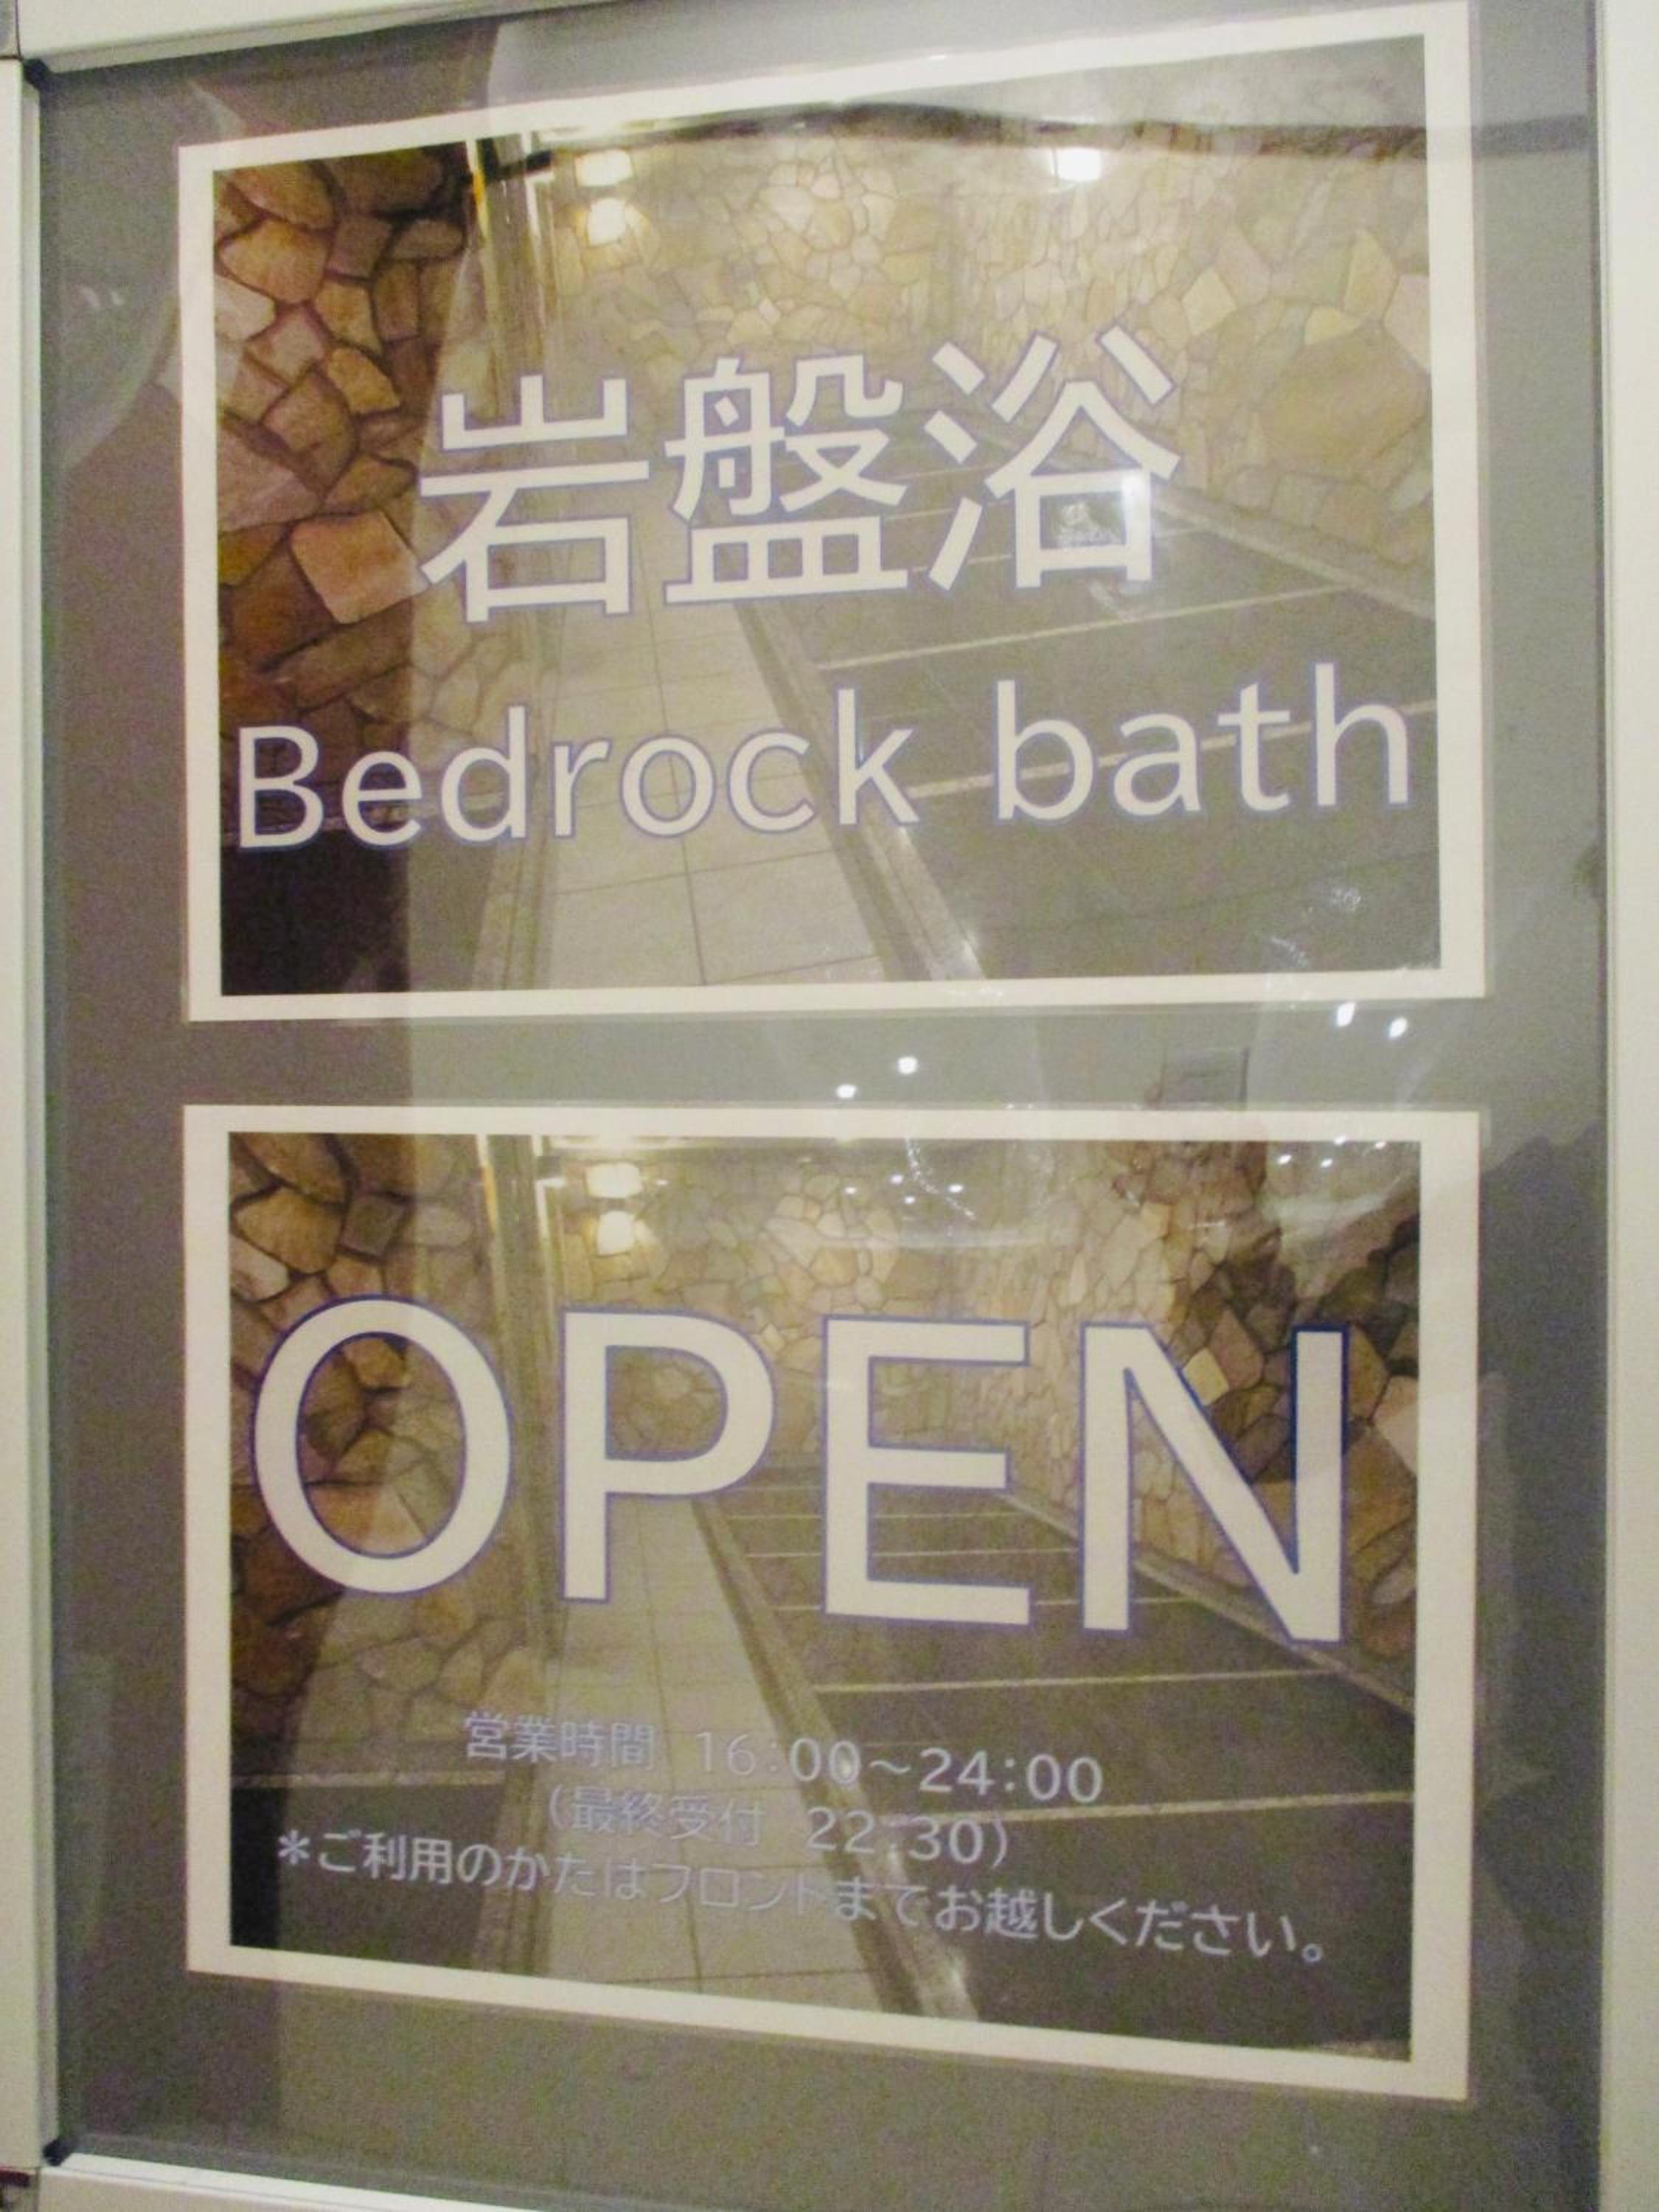 岩盤浴
Bedrock bath
OPEN
営業時間 16:00~24:00
(最終受付 22:30)
*ご利用のかたはフロントまでお越しください。